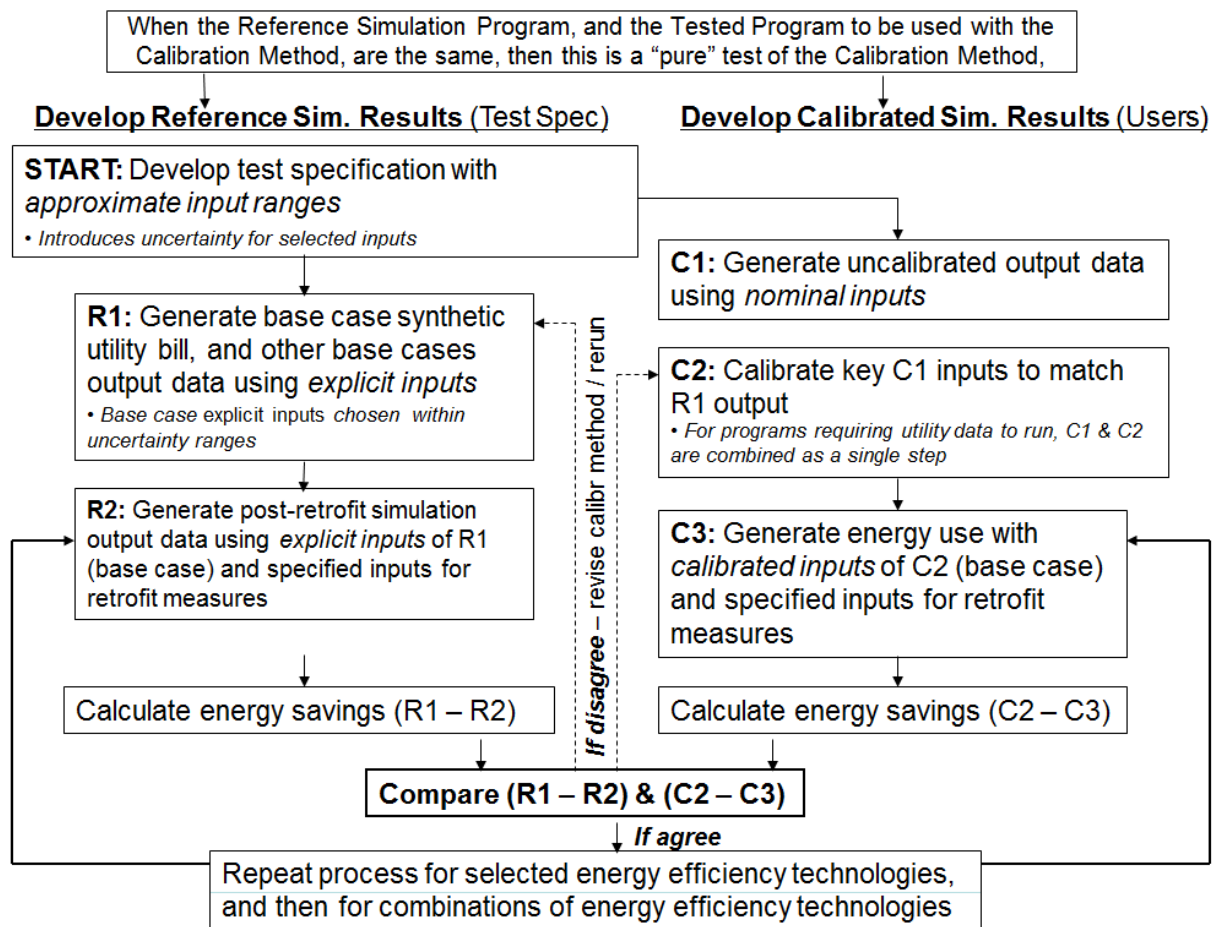 When the Reference Simulation Program, and the Tested Program to be used with the
Calibration Method, are the same, then this is a “pure” test of the Calibration Method,
Develop Reference Sim. Results (Test Spec)
Develop Calibrated Sim. Results (Users)
START: Develop test specification with
approximate input ranges
• Introduces uncertainty for selected inputs
R1: Generate base case synthetic
utility bill, and other base cases
output data using explicit inputs
• Base case explicit inputs chosen within
uncertainty ranges
R2: Generate post-retrofit simulation
output data using explicit inputs of R1
(base case) and specified inputs for
retrofit measures
Calculate energy savings (R1 – R2)
If disagree – revise calibr method / rerun
C1: Generate uncalibrated output data
using nominal inputs
C2: Calibrate key C1 inputs to match
R1 output
• For programs requiring utility data to run, C1 & C2
are combined as a single step
C3: Generate energy use with
calibrated inputs of C2 (base case)
and specified inputs for retrofit
measures
Calculate energy savings (C2 – C3)
Compare (R1 – R2) & (C2 – C3)
If agree
Repeat process for selected energy efficiency technologies,
and then for combinations of energy efficiency technologies